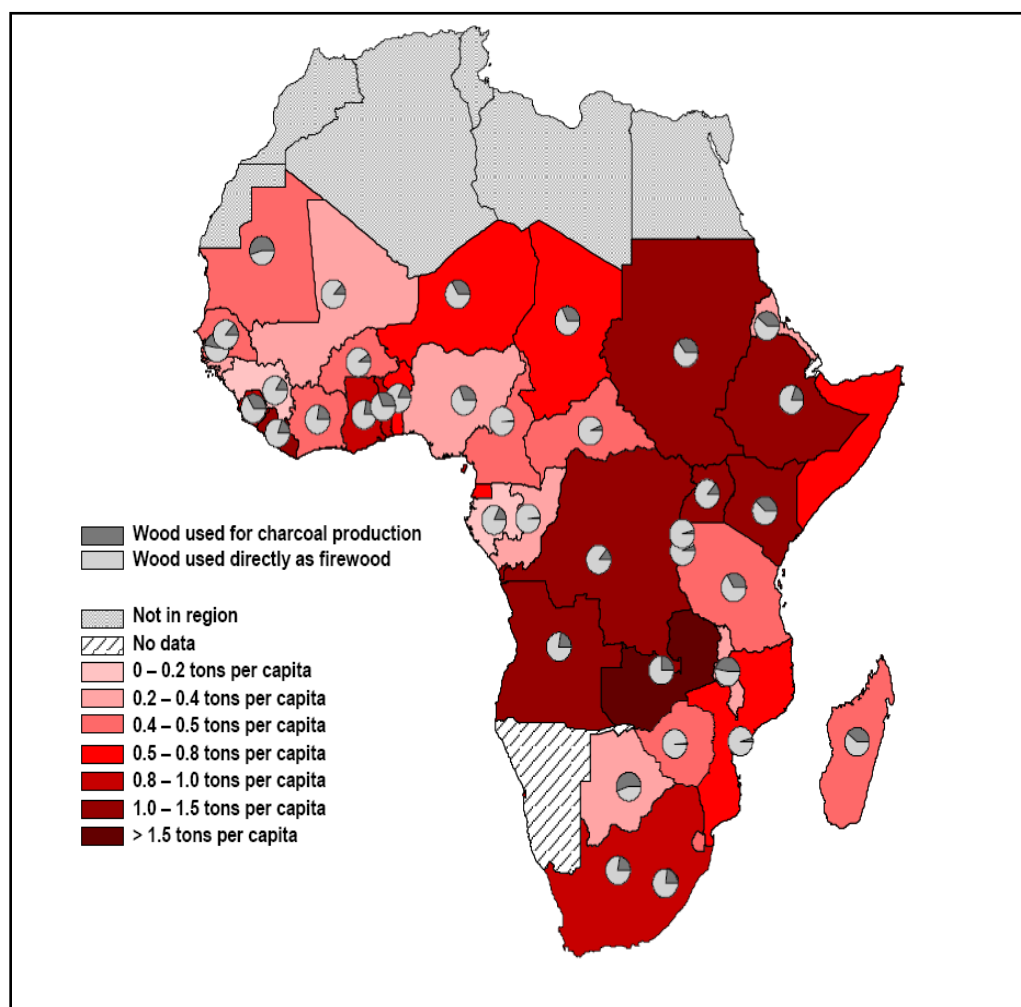 Wood used for charcoal production
Wood used directly as firewood
Not in region
No data
0 – 0.2 tons per capita
0.2 – 0.4 tons per capita
0.4 – 0.5 tons per capita
0.5 – 0.8 tons per capita
0.8 – 1.0 tons per capita
1.0 – 1.5 tons per capita
> 1.5 tons per capita